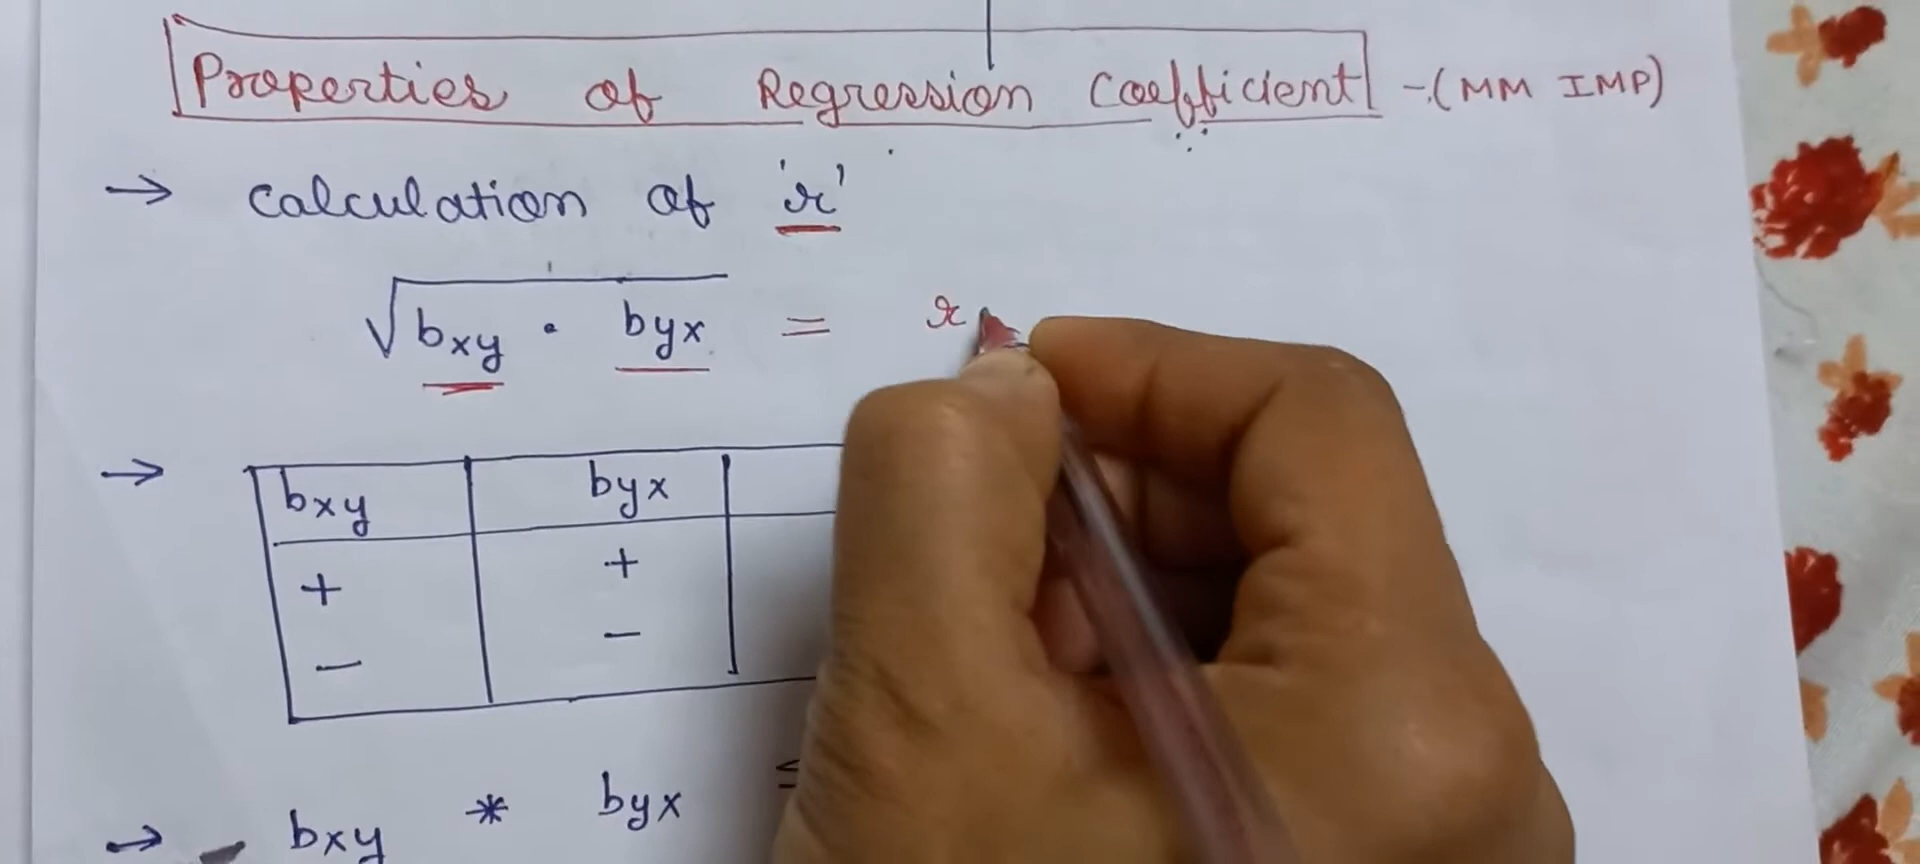 Properties of Regression Coefficient - (MM IMP)
→ Calculation of 'r'
√bxy . byx = r
→ bxy byx
+ +
- -
→ bxy * byx ≤